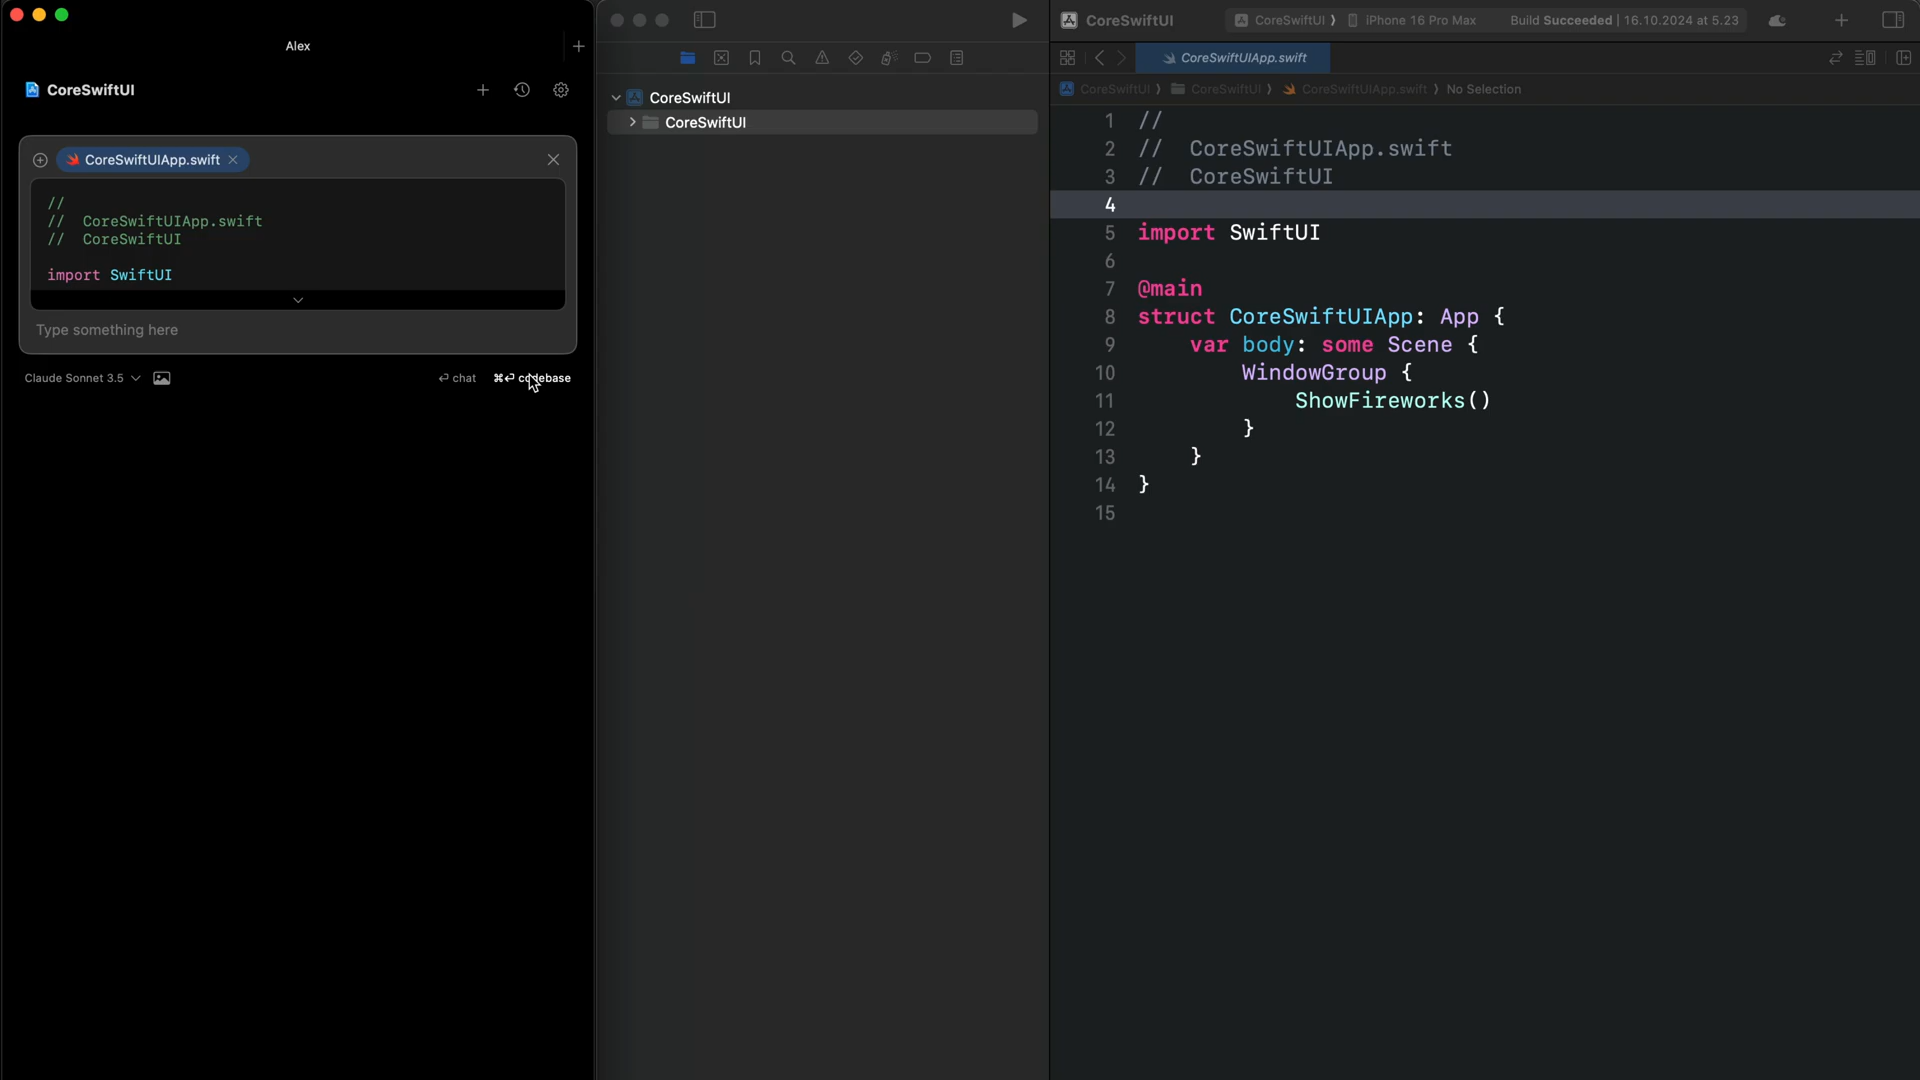 Alex
CoreSwiftUI
CoreSwiftUIApp.swift
//
// CoreSwiftUIApp.swift
// CoreSwiftUI
import SwiftUI
Type something here
Claude Sonnet 3.5
chat
⌘↩ codebase
CoreSwiftUI
CoreSwiftUI
CoreSwiftUI
CoreSwiftUI ⟩ iPhone 16 Pro Max
Build Succeeded | 16.10.2024 at 5.23
CoreSwiftUIApp.swift
CoreSwiftUI ⟩ CoreSwiftUI ⟩ CoreSwiftUIApp.swift ⟩ No Selection
1 //
2 // CoreSwiftUIApp.swift
3 // CoreSwiftUI
4
5 import SwiftUI
6
7 @main
8 struct CoreSwiftUIApp: App {
9 var body: some Scene {
10 WindowGroup {
11 ShowFireworks()
12 }
13 }
14 }
15